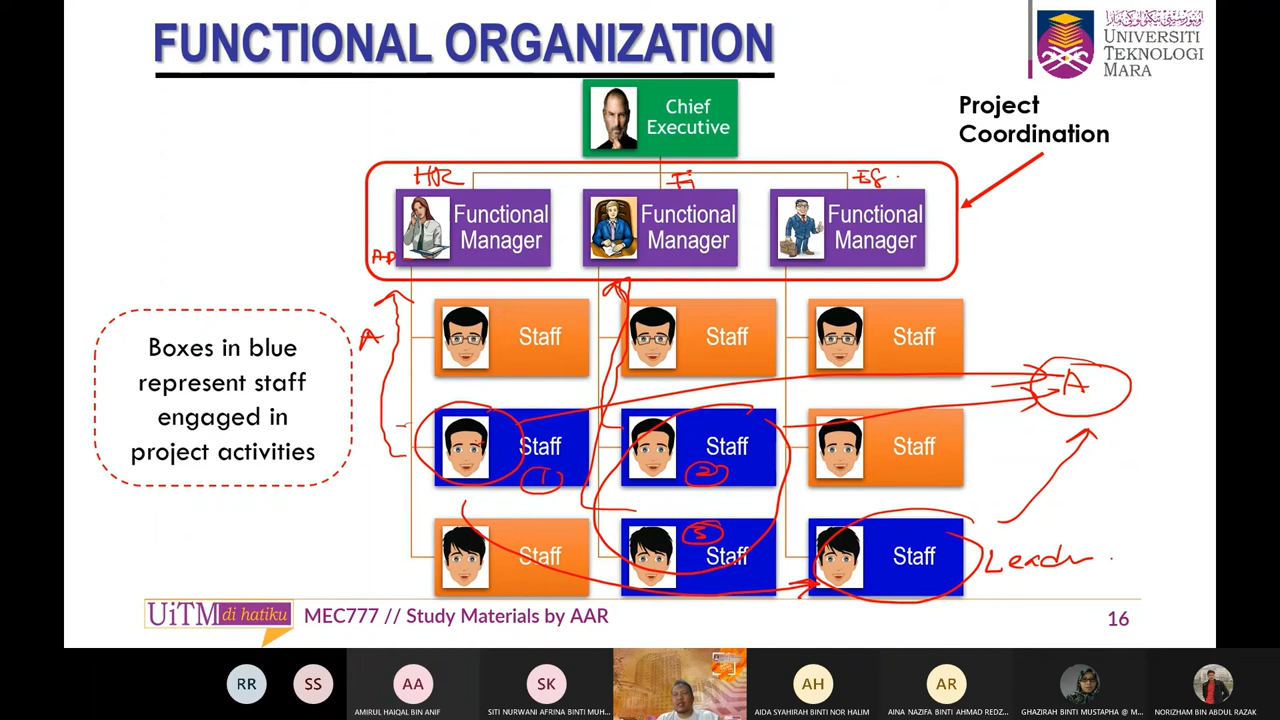 FUNCTIONAL ORGANIZATION
UNIVERSITI
TEKNOLOGI
MARA
Chief
Executive
Project
Coordination
HR
Fi
Functional
Manager
Functional
Manager
Functional
Manager
A
Staff
Staff
Staff
Boxes in blue
represent staff
engaged in
project activities
A
Staff
Staff
Staff
1
2
3
Staff
Staff
Staff
Leader
UiTM di hatiku
MEC777 // Study Materials by AAR
16
RR
SS
AA
SK
AH
AR
AMIRUL HAIQAL BIN ANIF
SITI NURWANI AFRINA BINTI MUH...
AIDA SYAHIRAH BINTI NOR HALIM
AINA NAZIFA BINTI AHMAD REDZ...
GHAZIRAH BINTI MUSTAPHA @ M...
NORIZHAM BIN ABDUL RAZAK